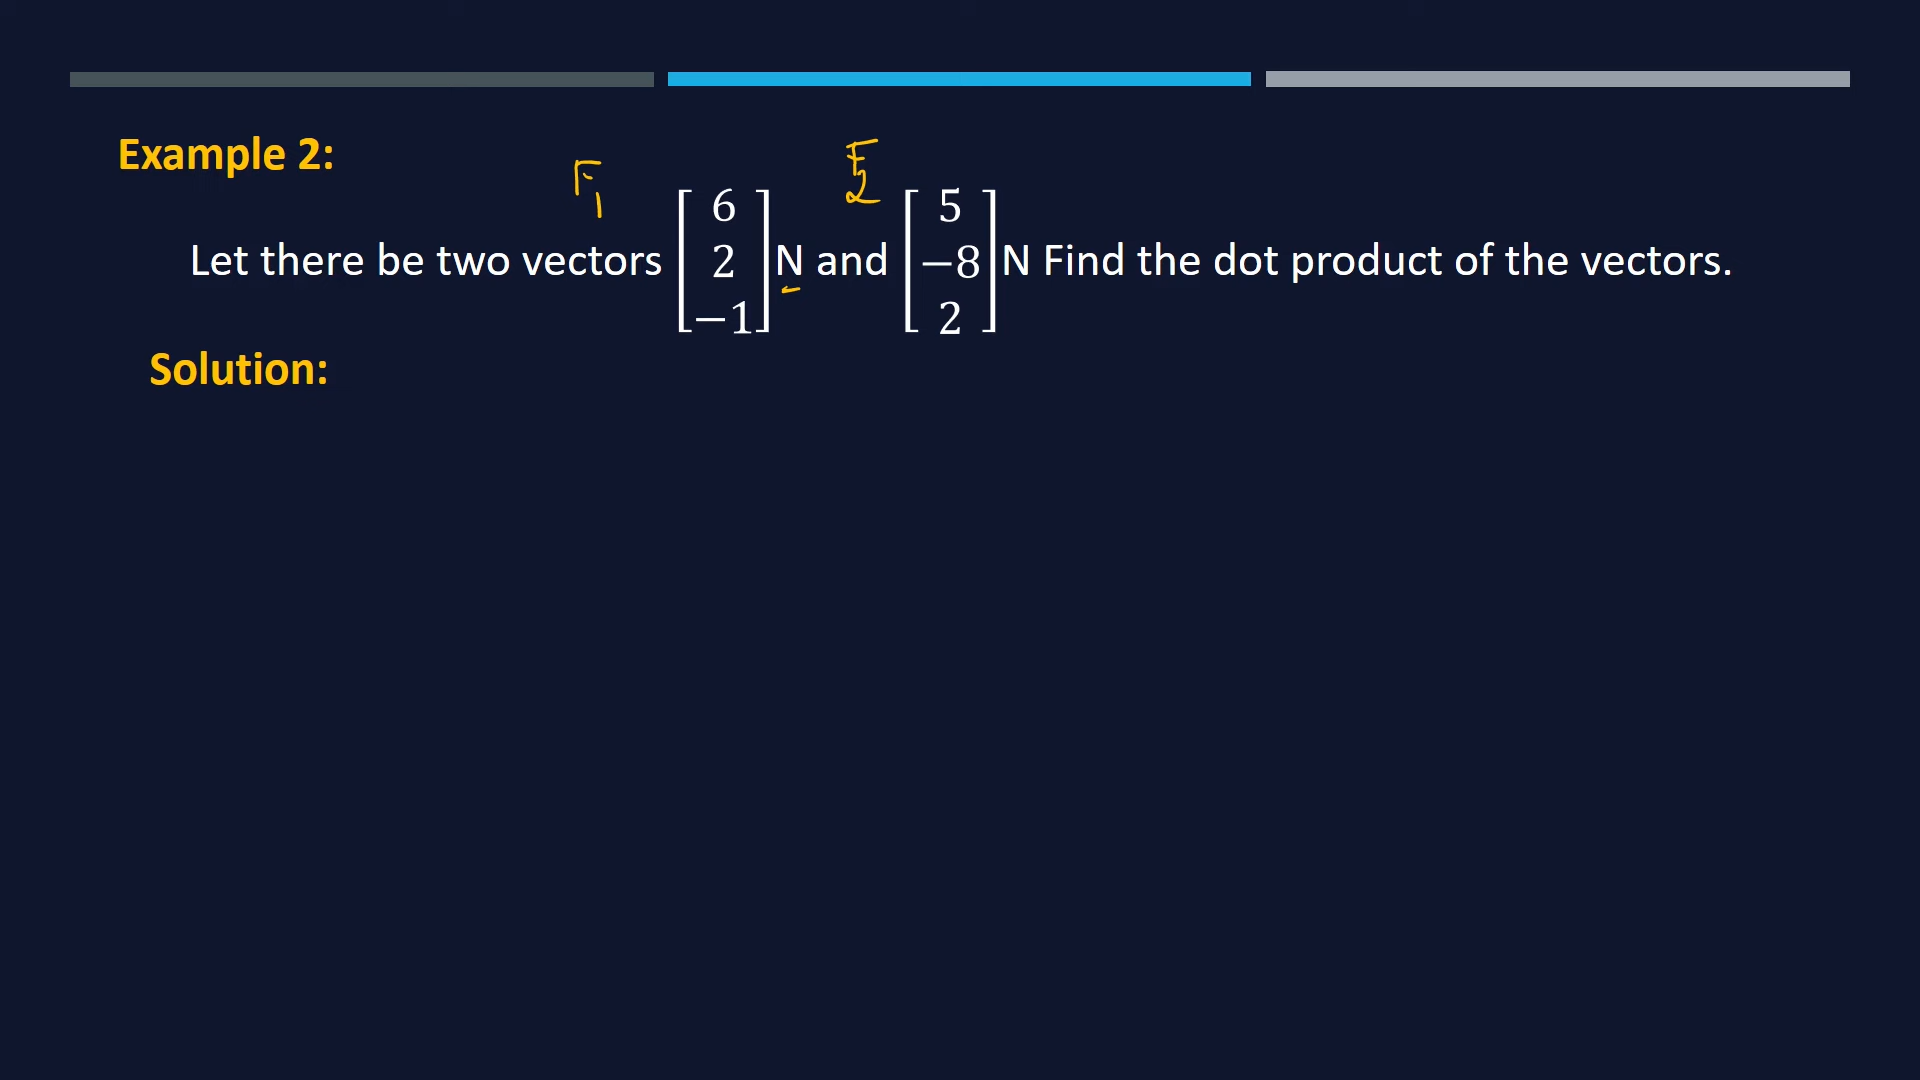 Example 2:
F1 F2
Let there be two vectors [6 2 −1] N and [5 −8 2] N Find the dot product of the vectors.
Solution: